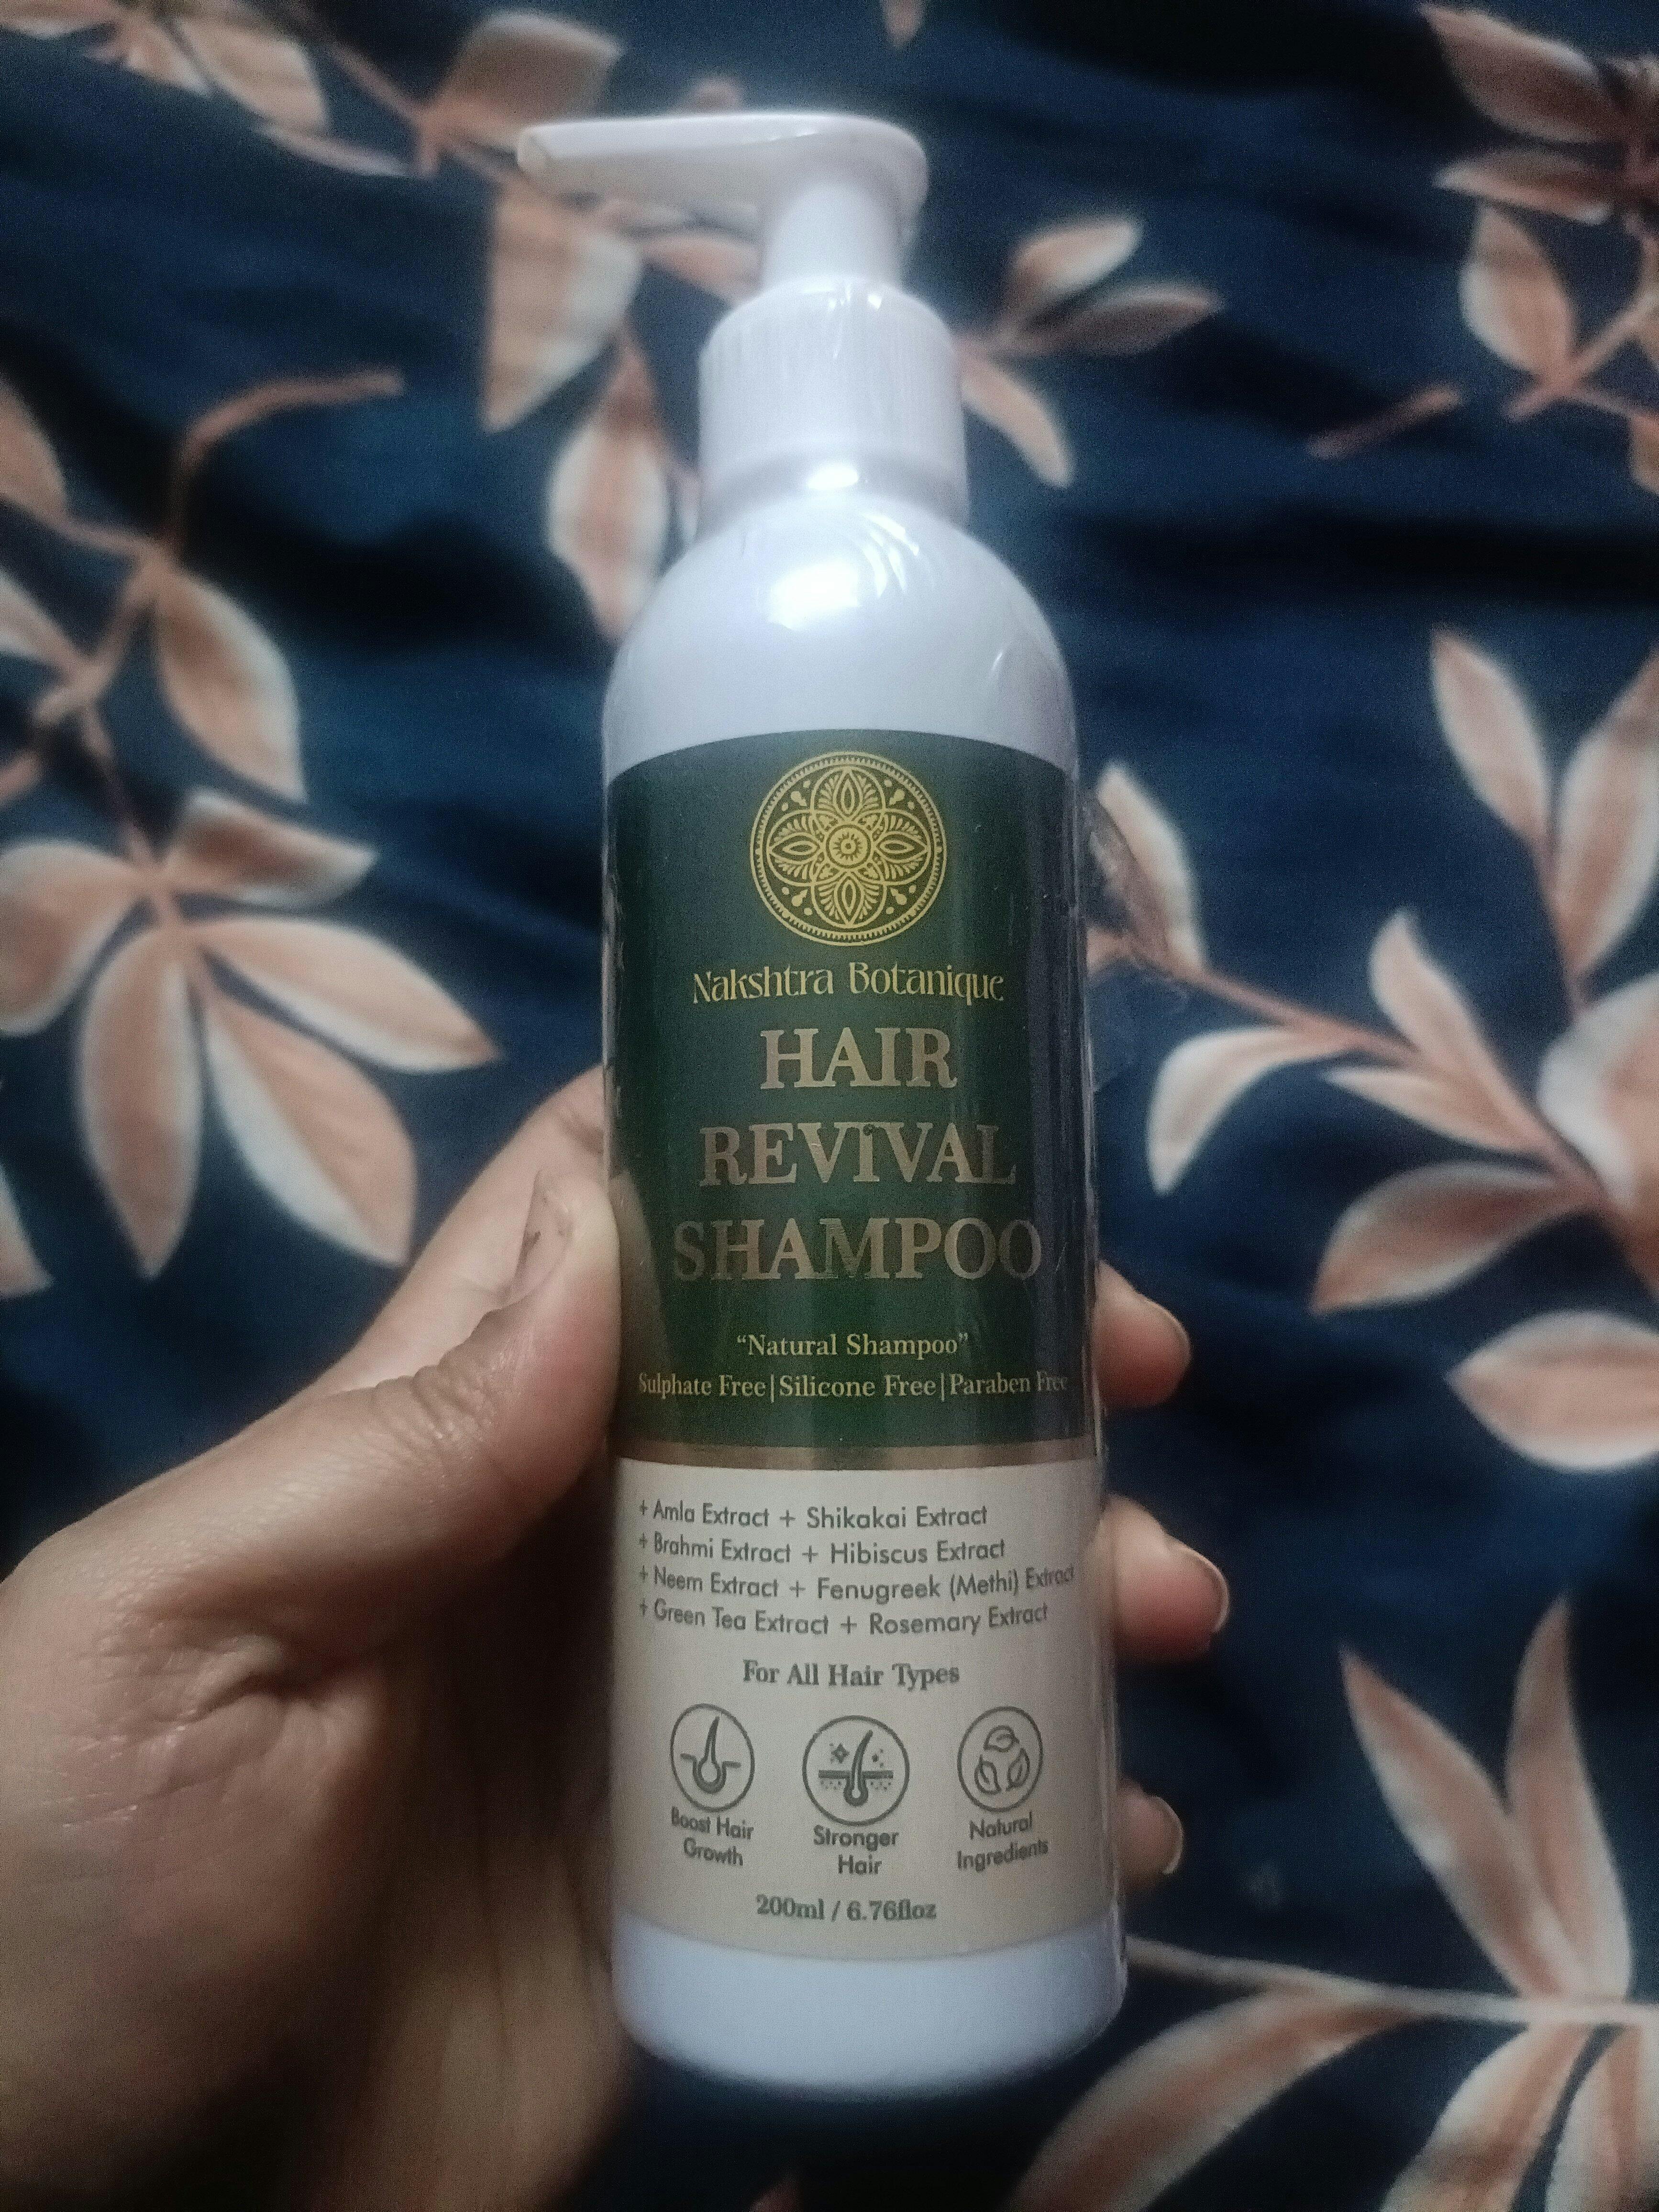 Nakshtra Botanique
HAIR
REVIVAL
SHAMPOO
“Natural Shampoo”
Sulphate Free|Silicone Free|Paraben Free
+ Amla Extract + Shikakai Extract
+ Brahmi Extract + Hibiscus Extract
+ Neem Extract + Fenugreek (Methi) Extract
+ Green Tea Extract + Rosemary Extract
For All Hair Types
Boost Hair
Growth
Stronger
Hair
Natural
Ingredients
200ml / 6.76floz